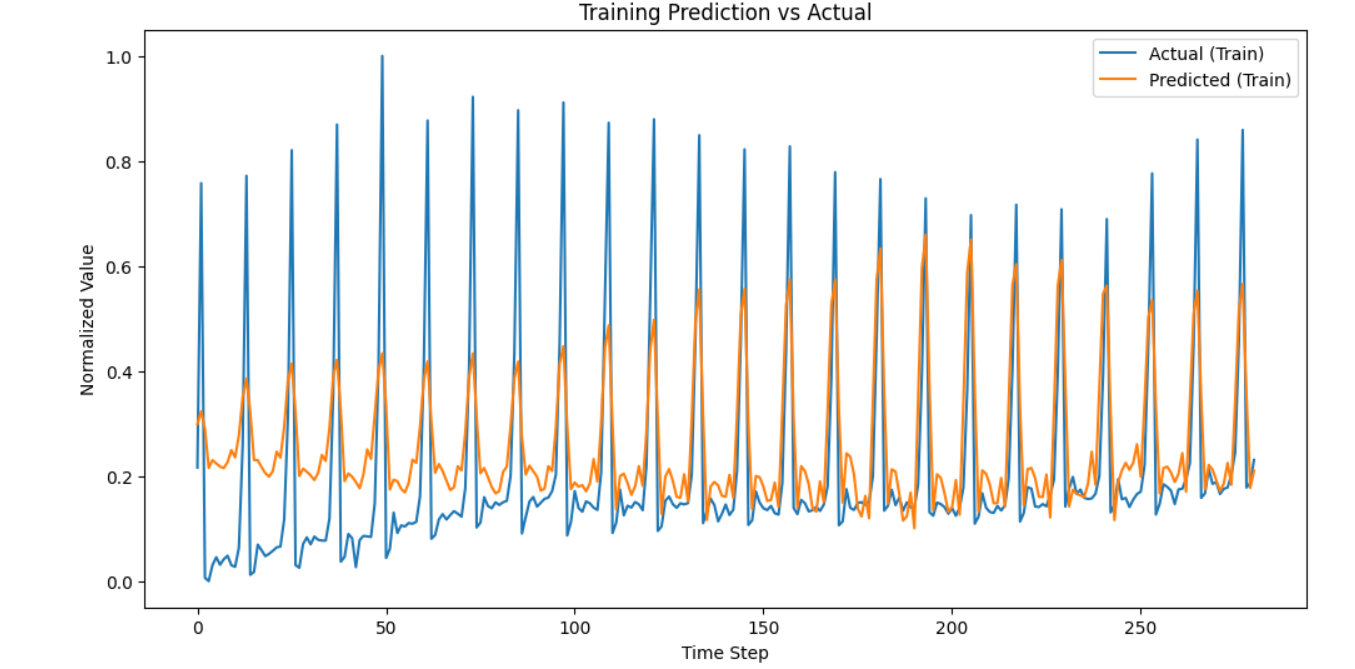 Training Prediction vs Actual
Actual (Train)
Predicted (Train)
Normalized Value
1.0
0.8
0.6
0.4
0.2
0.0
0 50 100 150 200 250
Time Step